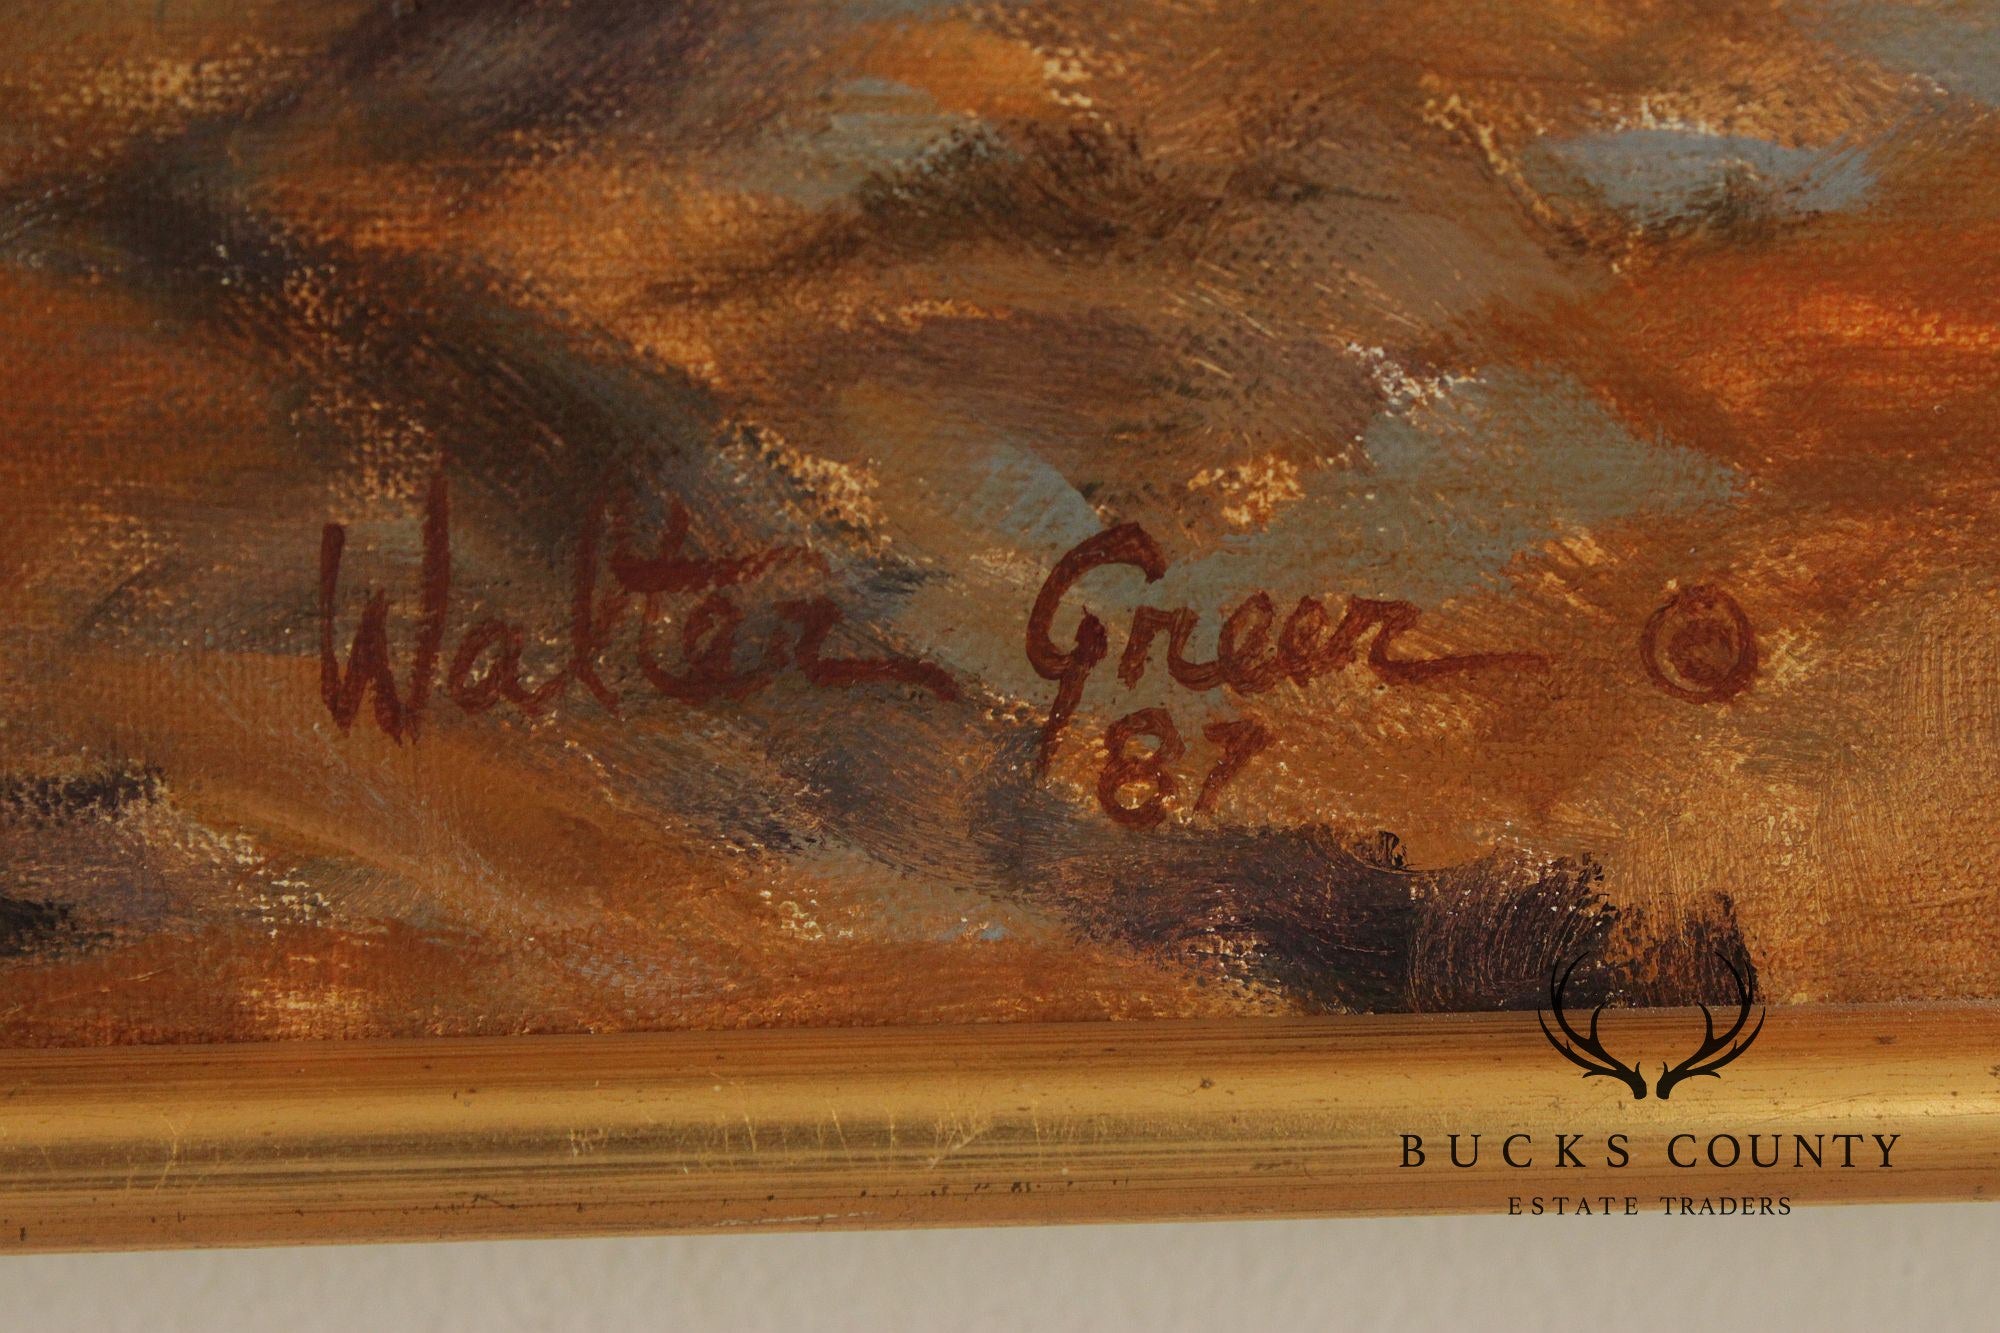 Walter Green ©
87
BUCKS COUNTY
ESTATE TRADERS